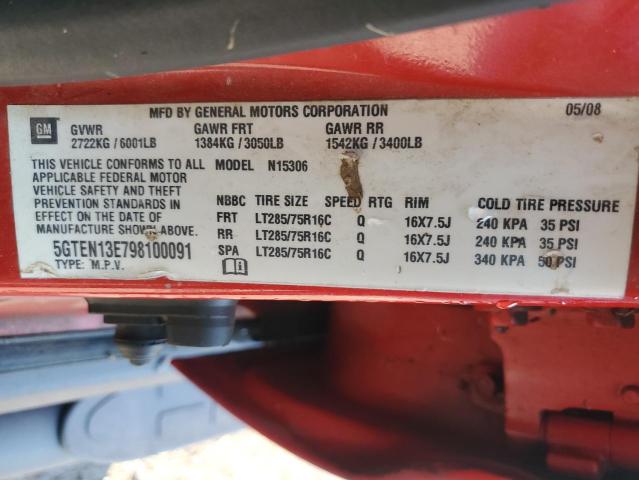 MFD BY GENERAL MOTORS CORPORATION 05/08
GM GVWR GAWR FRT GAWR RR
2722KG / 6001LB 1384KG / 3050LB 1542KG / 3400LB
THIS VEHICLE CONFORMS TO ALL MODEL N15306
APPLICABLE FEDERAL MOTOR
VEHICLE SAFETY AND THEFT
PREVENTION STANDARDS IN
EFFECT ON THE DATE OF
MANUFACTURE SHOWN ABOVE.
5GTEN13E798100091
TYPE: M.P.V.
NBBC TIRE SIZE SPEED RTG RIM COLD TIRE PRESSURE
FRT LT285/75R16C Q 16X7.5J 240 KPA 35 PSI
RR LT285/75R16C Q 16X7.5J 240 KPA 35 PSI
SPA LT285/75R16C Q 16X7.5J 340 KPA 50 PSI